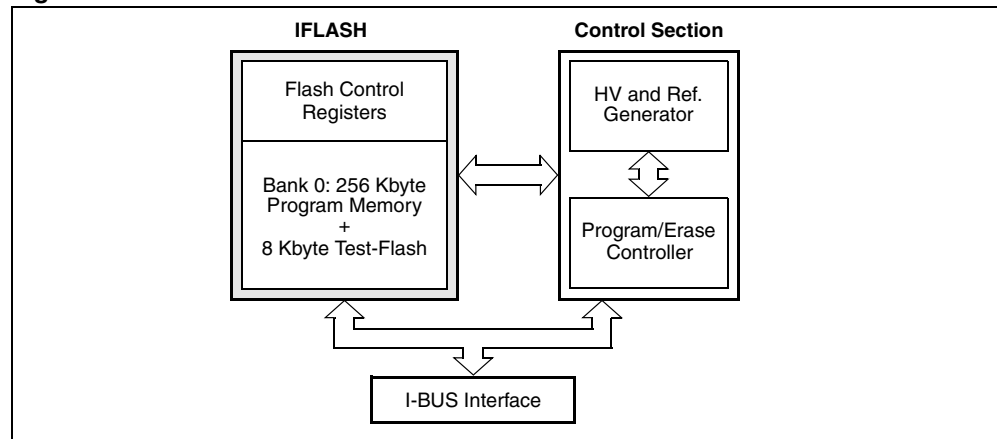 IFLASH
Control Section
Flash Control
Registers
Bank 0: 256 Kbyte
Program Memory
+
8 Kbyte Test-Flash
HV and Ref.
Generator
Program/Erase
Controller
I-BUS Interface